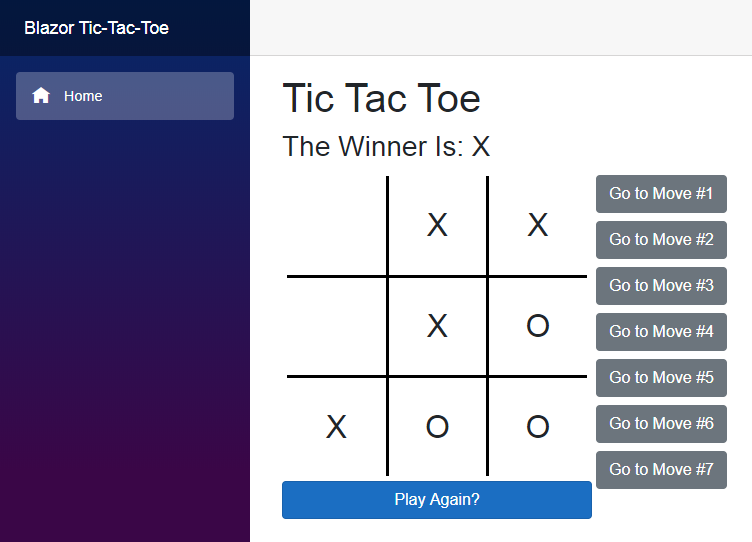 Blazor Tic-Tac-Toe
Home
Tic Tac Toe
The Winner Is: X
X X
X O
X O O
Go to Move #1
Go to Move #2
Go to Move #3
Go to Move #4
Go to Move #5
Go to Move #6
Go to Move #7
Play Again?